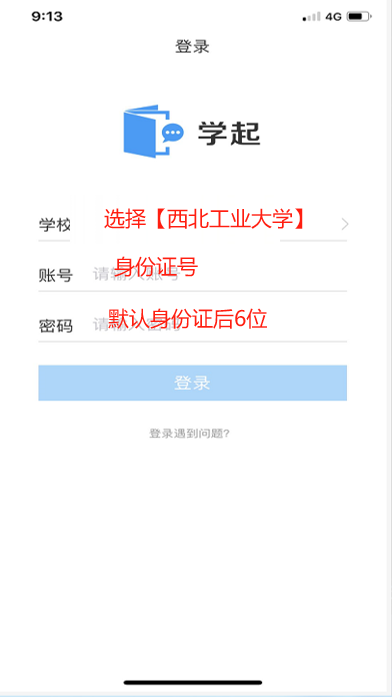 9:13 4G
登录
学起
学校 选择【西北工业大学】
账号 身份证号
密码 默认身份证后6位
登录
登录遇到问题?